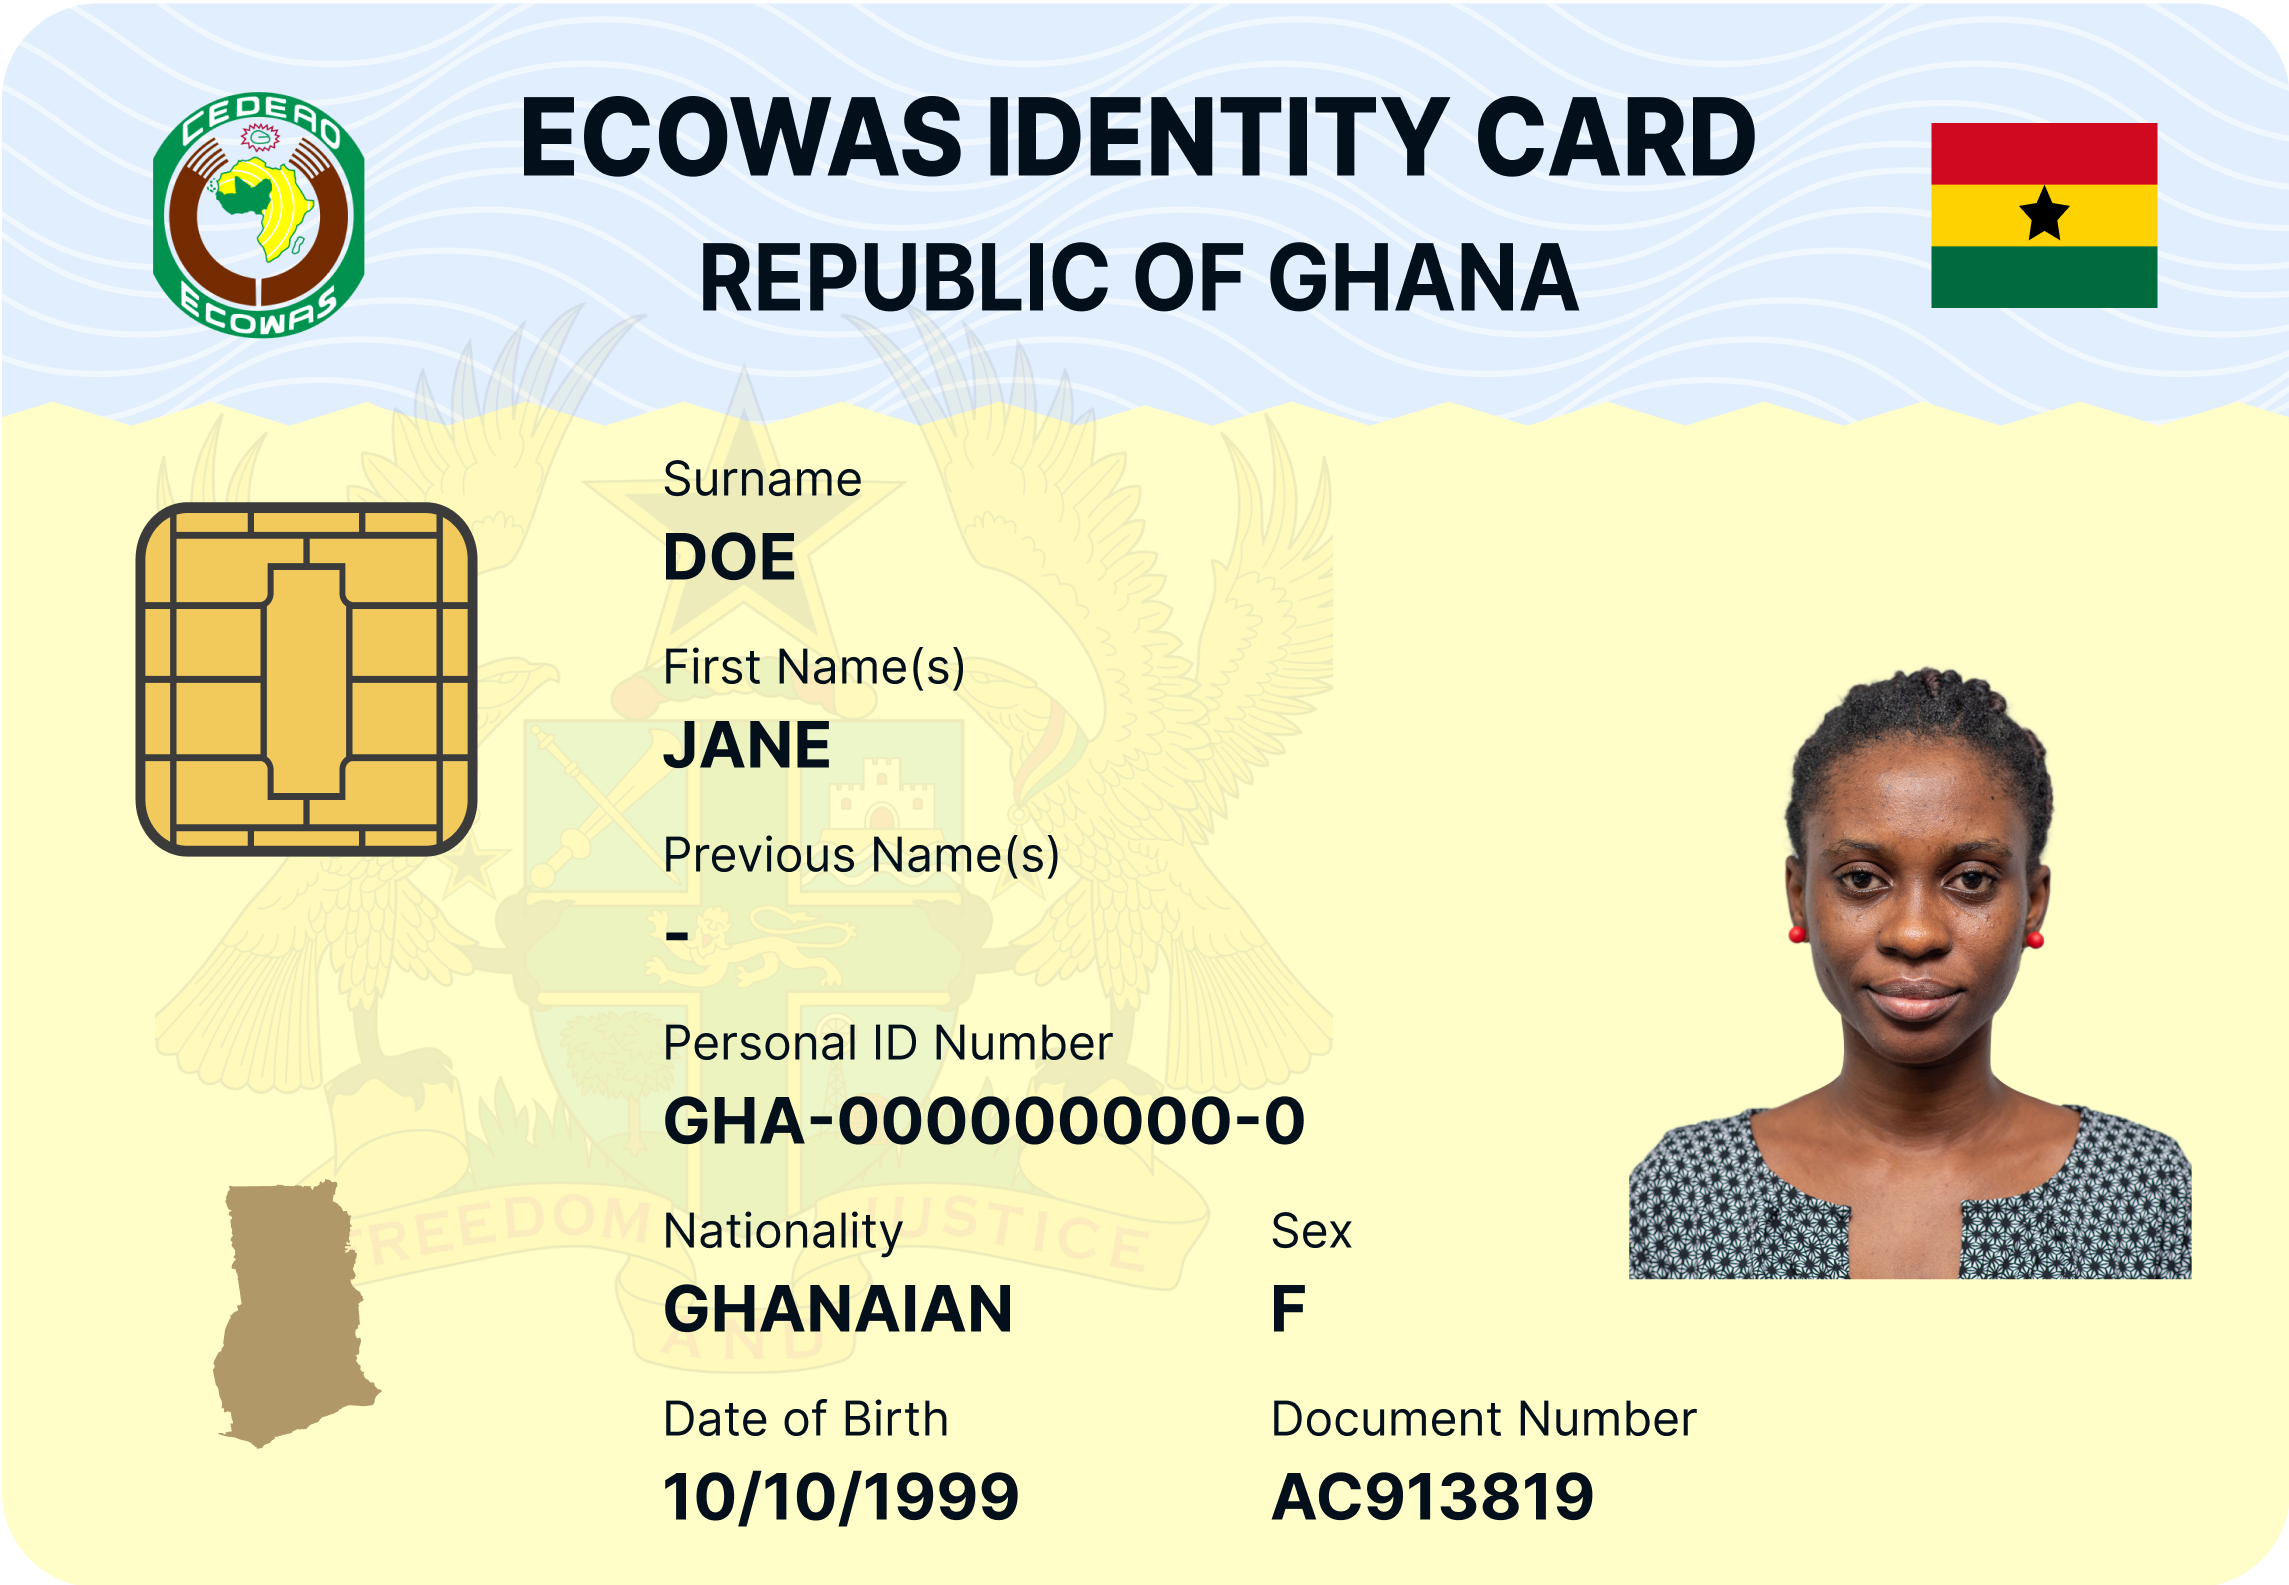 CEDEAO
ECOWAS
ECOWAS IDENTITY CARD
REPUBLIC OF GHANA
Surname
DOE
First Name(s)
JANE
Previous Name(s)
-
Personal ID Number
GHA-000000000-0
FREEDOM JUSTICE
Nationality Sex
GHANAIAN F
AND
Date of Birth Document Number
10/10/1999 AC913819